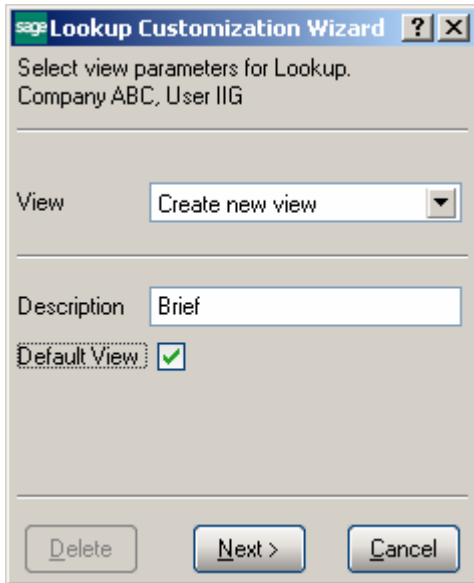 sage Lookup Customization Wizard ? X
Select view parameters for Lookup.
Company ABC, User IIG
View Create new view
Description Brief
Default View
Delete Next > Cancel